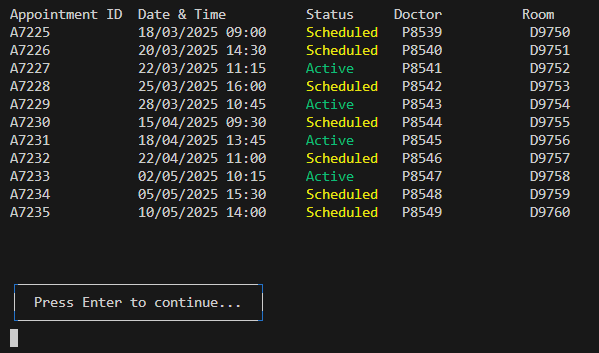 Appointment ID  Date & Time          Status     Doctor          Room
A7225           18/03/2025 09:00     Scheduled   P8539           D9750
A7226           20/03/2025 14:30     Scheduled   P8540           D9751
A7227           22/03/2025 11:15     Active      P8541           D9752
A7228           25/03/2025 16:00     Scheduled   P8542           D9753
A7229           28/03/2025 10:45     Active      P8543           D9754
A7230           15/04/2025 09:30     Scheduled   P8544           D9755
A7231           18/04/2025 13:45     Active      P8545           D9756
A7232           22/04/2025 11:00     Scheduled   P8546           D9757
A7233           02/05/2025 10:15     Active      P8547           D9758
A7234           05/05/2025 15:30     Scheduled   P8548           D9759
A7235           10/05/2025 14:00     Scheduled   P8549           D9760
Press Enter to continue...